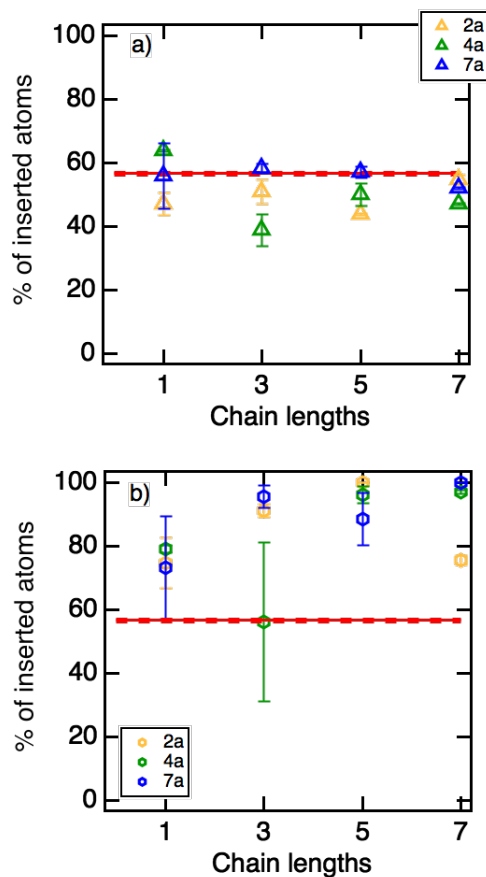 100
80
60
40
20
0
% of inserted atoms
a)
2a
4a
7a
1 3 5 7
Chain lengths
100
80
60
40
20
0
% of inserted atoms
b)
2a
4a
7a
1 3 5 7
Chain lengths